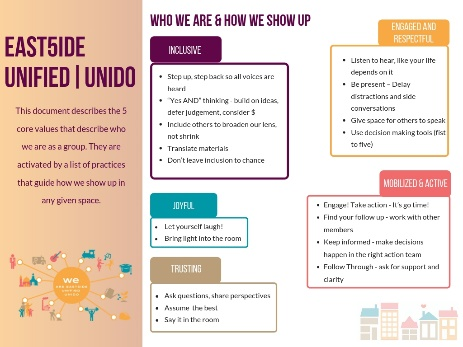 EAST5IDE
UNIFIED | UNIDO
This document describes the 5
core values that describe who
we are as a group. They are
activated by a list of practices
that guide how we show up in
any given space.
we
WHO WE ARE & HOW WE SHOW UP
INCLUSIVE
• Step up, step back so all voices are
heard
• "Yes AND" thinking - build on ideas,
defer judgement, consider $
• Include others to broaden our lens,
not shrink
• Translate materials
• Don't leave inclusion to chance
JOYFUL
• Let yourself laugh!
• Bring light into the room
TRUSTING
• Ask questions, share perspectives
• Assume the best
• Say it in the room
ENGAGED AND
RESPECTFUL
• Listen to hear, like your life
depends on it
• Be present – Delay
distractions and side
conversations
• Give space for others to speak
• Use decision making tools (fist
to five)
MOBILIZED & ACTIVE
• Engage! Take action - It's go time!
• Find your follow up - work with other
members
• Keep informed - make decisions
happen in the right action team
• Follow Through - ask for support and
clarity